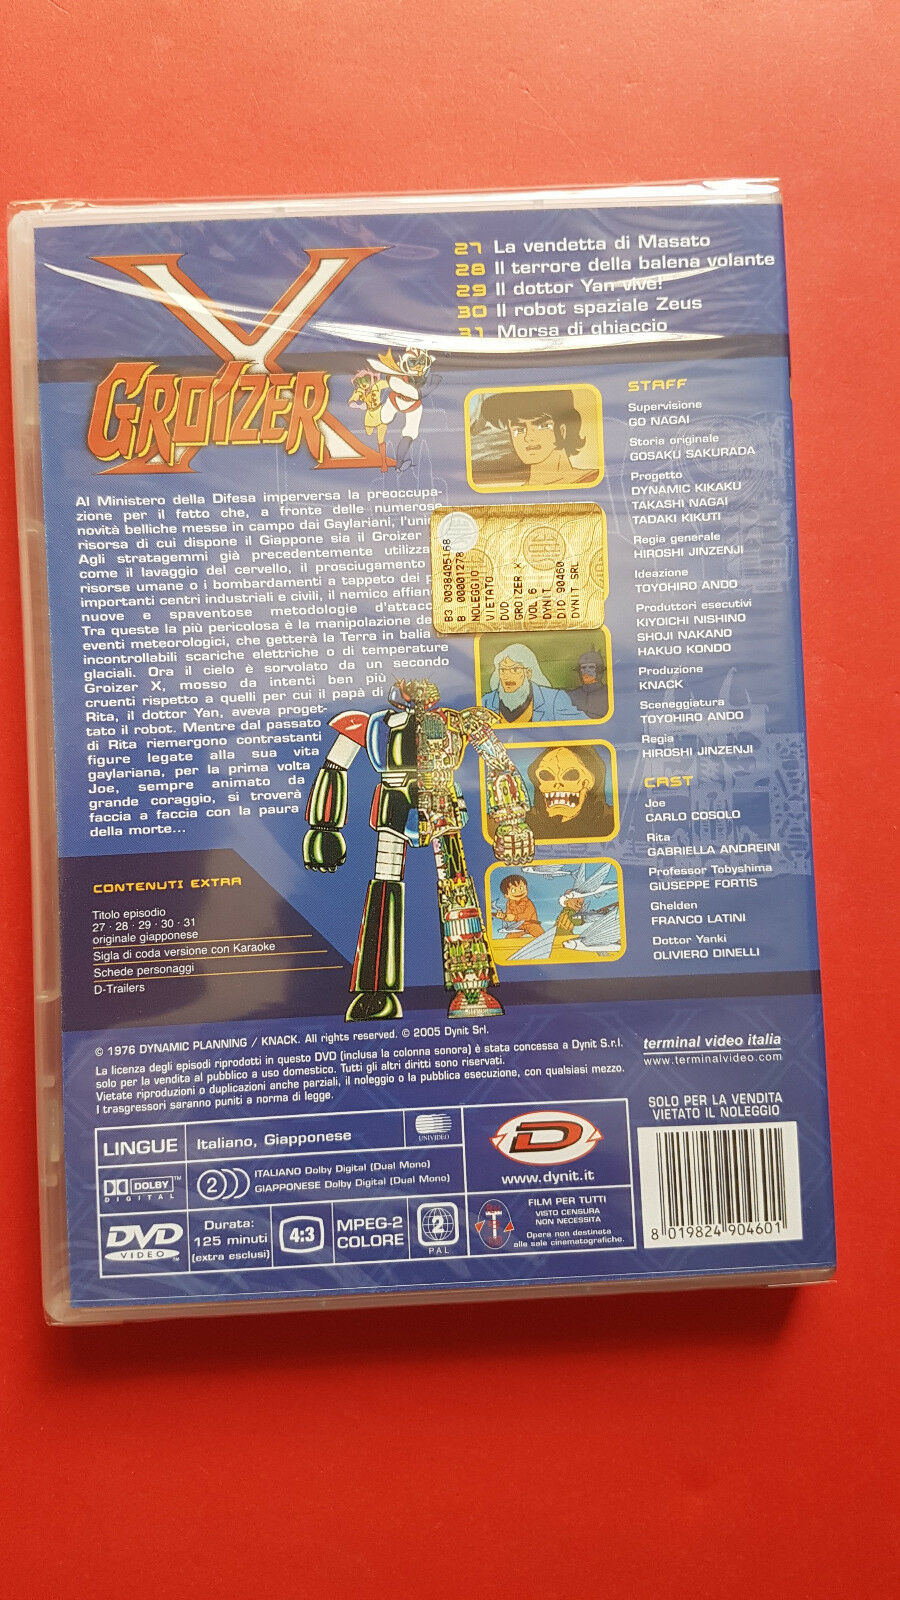 27 La vendetta di Masato
28 Il terrore della balena volante
29 Il dottor Yan vive!
30 Il robot spaziale Zeus
31 Morsa di ghiaccio
X
GROIZER
Al Ministero della Difesa imperversa la preoccupa-
zione per il fatto che, a fronte delle numerose
novità belliche messe in campo dai Gaylariani, l'unic
risorsa di cui dispone il Giappone sia il Groizer
Agli stratagemmi già precedentemente utilizza
come il lavaggio del cervello, il prosciugamento
risorse umane o i bombardamenti a tappeto dei p
importanti centri industriali e civili, il nemico affian
nuove e spaventose metodologie d'attacc
Tra queste la più pericolosa è la manipolazione de
eventi meteorologici, che getterà la Terra in balia
incontrollabili scariche elettriche o di temperature
glaciali. Ora il cielo è sorvolato da un secondo
Groizer X, mosso da intenti ben più
cruenti rispetto a quelli per cui il papà di
Rita, il dottor Yan, aveva proget-
tato il robot. Mentre dal passato
di Rita riemergono contrastanti
figure legate alla sua vita
gaylariana, per la prima volta
Joe, sempre animato da
grande coraggio, si troverà
faccia a faccia con la paura
della morte...
B3 0038405168
B 00001278
NOLEGGIO
VIETATO
DVD
GROIZER X
VOL 6
DYNIT
DID 90460
DYNIT SRL
STAFF
Supervisione
GO NAGAI
Storia originale
GOSAKU SAKURADA
Progetto
DYNAMIC KIKAKU
TAKASHI NAGAI
TADAKI KIKUTI
Regia generale
HIROSHI JINZENJI
Ideazione
TOYOHIRO ANDO
Produttori esecutivi
KIYOICHI NISHINO
SHOJI NAKANO
HAKUO KONDO
Produzione
KNACK
Sceneggiatura
TOYOHIRO ANDO
Regia
HIROSHI JINZENJI
CAST
Joe
CARLO COSOLO
Rita
GABRIELLA ANDREINI
Professor Tobyshima
GIUSEPPE FORTIS
Ghelden
FRANCO LATINI
Dottor Yanki
OLIVIERO DINELLI
CONTENUTI EXTRA
Titolo episodio
27 · 28 · 29 · 30 · 31
originale giapponese
Sigla di coda versione con Karaoke
Schede personaggi
D-Trailers
© 1976 DYNAMIC PLANNING / KNACK. All rights reserved. © 2005 Dynit Srl.
La licenza degli episodi riprodotti in questo DVD (inclusa la colonna sonora) è stata concessa a Dynit S.r.l.
solo per la vendita al pubblico a uso domestico. Tutti gli altri diritti sono riservati.
Vietate riproduzioni o duplicazioni anche parziali, il noleggio o la pubblica esecuzione, con qualsiasi mezzo.
I trasgressori saranno puniti a norma di legge.
terminal video italia
www.terminalvideo.com
SOLO PER LA VENDITA
VIETATO IL NOLEGGIO
8 019824 904601
LINGUE
Italiano, Giapponese
UNIVIDEO
DOLBY
DIGITAL
2
ITALIANO Dolby Digital (Dual Mono)
GIAPPONESE Dolby Digital (Dual Mono)
DVD
VIDEO
Durata:
125 minuti
(extra esclusi)
4:3
MPEG-2
COLORE
2
PAL
D
www.dynit.it
T
FILM PER TUTTI
VISTO CENSURA
NON NECESSITA
Opera non destinata
alle sale cinematografiche.